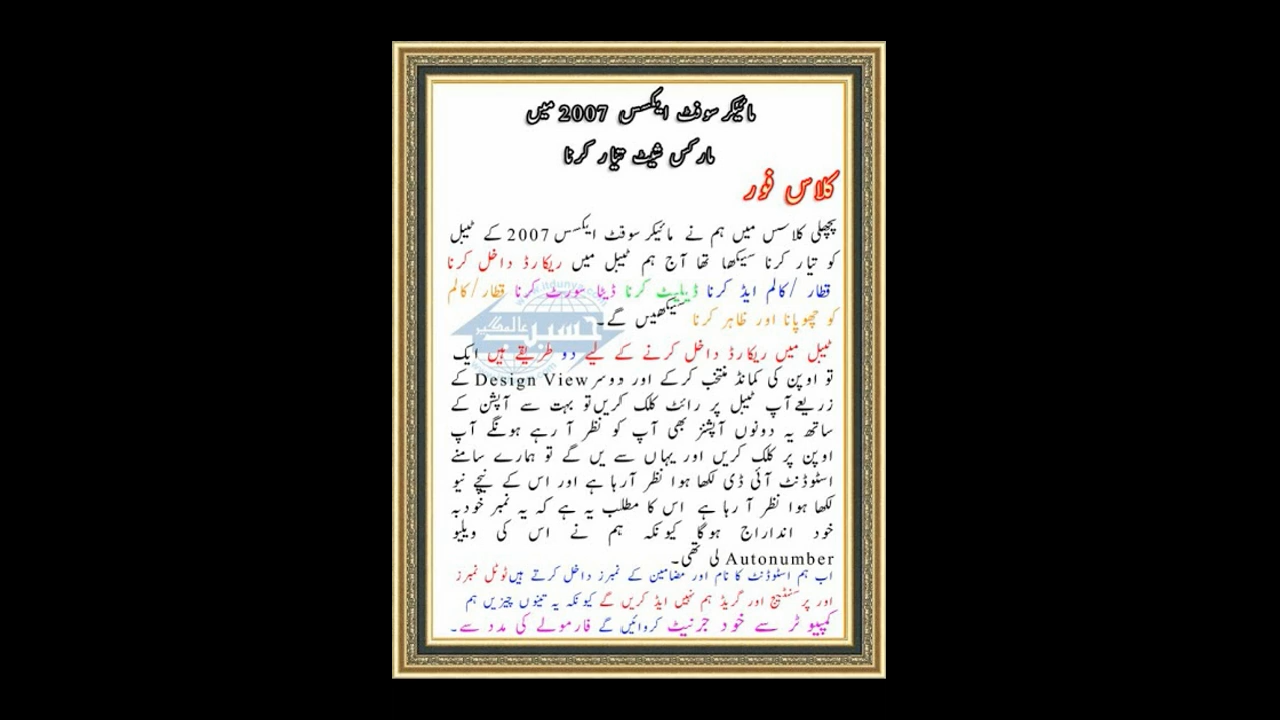 مائیکر سوفٹ ایکسس 2007 میں
مارکس شیٹ تیار کرنا
کلاس فور
پچھلی کلاسس میں ہم نے مائیکر سوفٹ ایکسس 2007 کے ٹیبل
کو تیار کرنا سیکھا تھا آج ہم ٹیبل میں ریکارڈ داخل کرنا
قطار /کالم ایڈ کرنا ڈیلیٹ کرنا ڈیٹا سورٹ کرنا قطار/کالم
کو چھوپانا اور ظاہر کرنا سیکھیں گے۔
حسیب عالمگیر
ٹیبل میں ریکارڈ داخل کرنے کے لیے دو طریقے ہیں ایک
تو اوپن کی کمانڈ منتخب کرکے اور دوسر Design View کے
زریعے آپ ٹیبل پر رائٹ کلک کریں تو بہت سے آپشن کے
ساتھ یہ دونوں آپشنز بھی آپ کو نظر آ رہے ہونگے آپ
اوپن پر کلک کریں اور یہاں سے یں گے تو ہمارے سامنے
اسٹوڈنٹ آئی ڈی لکھا ہوا نظر آرہا ہے اور اس کے نیچے نیو
لکھا ہوا نظر آ رہا ہے اس کا مطلب یہ ہے کہ یہ نمبر خودبہ
خود انداراج ہوگا کیونکہ ہم نے اس کی ویلیو
Autonumber لی تھی۔
اب ہم اسٹوڈنٹ کا نام اور مضامین کے نمبرز داخل کرتے ہیں ٹوٹل نمبرز
اور پرسنٹیج اور گریڈ ہم نہیں ایڈ کریں گے کیونکہ یہ تینوں چیزیں ہم
کمپیوٹر سے خود جرنیٹ کروائیں گے فارمولے کی مدد سے۔